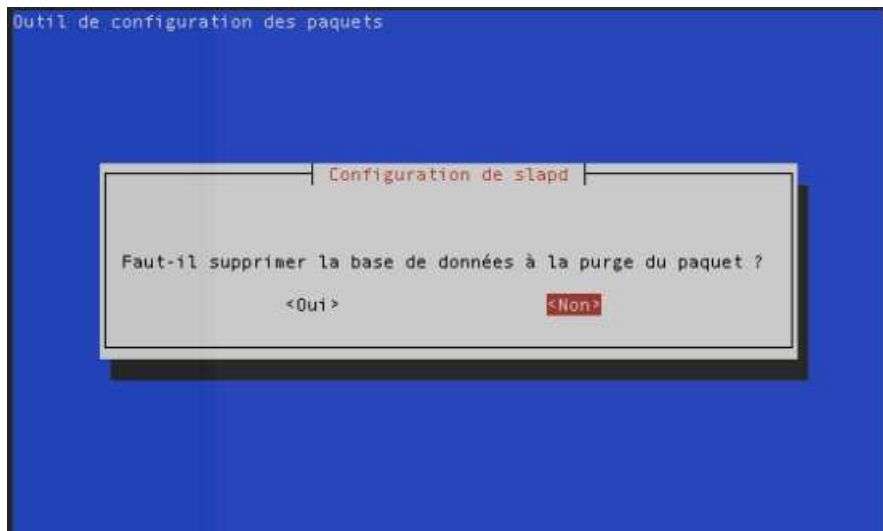 Outil de configuration des paquets
Configuration de slapd
Faut-il supprimer la base de données à la purge du paquet ?
<Oui> <Non>